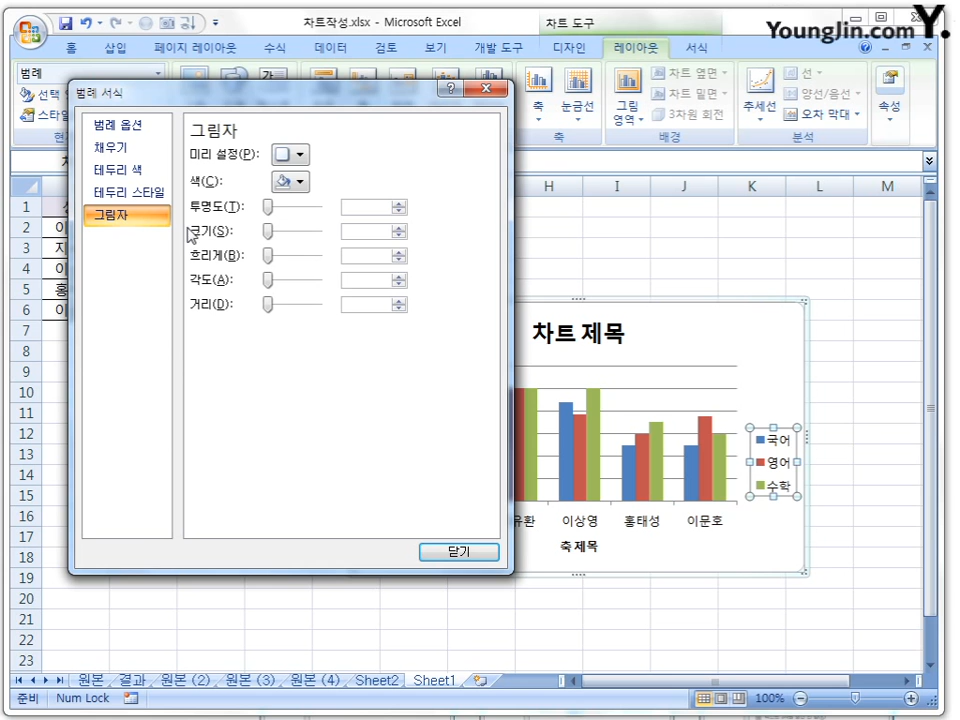 차트작성.xlsx - Microsoft Excel
차트 도구
Younglin.com Y.
홈 삽입 페이지 레이아웃 수식 데이터 검토 보기 개발 도구 디자인 레이아웃 서식
범례
선택
스타일
축
눈금선
그림
영역
차트 옆면
차트 밑면
3차원 회전
추세선
선
양선/음선
오차 막대
속성
축
배경
분석
범례 서식
범례 옵션
채우기
테두리 색
테두리 스타일
그림자
그림자
미리 설정(P):
색(C):
투명도(T):
크기(S):
흐리게(B):
각도(A):
거리(D):
닫기
H I J K L M
1
2
3
4
5
6
7
8
9
10
11
12
13
14
15
16
17
18
19
20
21
22
23
차트 제목
국어
영어
수학
유환 이상영 홍태성 이문호
축 제목
원본 결과 원본 (2) 원본 (3) 원본 (4) Sheet2 Sheet1
준비 Num Lock
100%